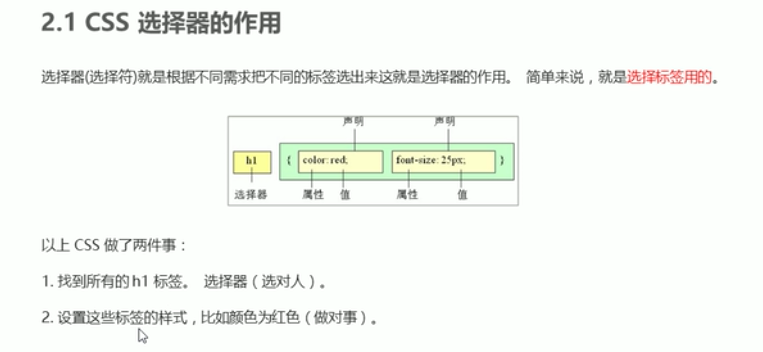 2.1 CSS 选择器的作用
选择器(选择符)就是根据不同需求把不同的标签选出来这就是选择器的作用。 简单来说，就是选择标签用的。
声明 声明
h1 { color: red; font-size: 25px; }
选择器 属性 值 属性 值
以上 CSS 做了两件事：
1. 找到所有的 h1 标签。 选择器（选对人）。
2. 设置这些标签的样式，比如颜色为红色（做对事）。